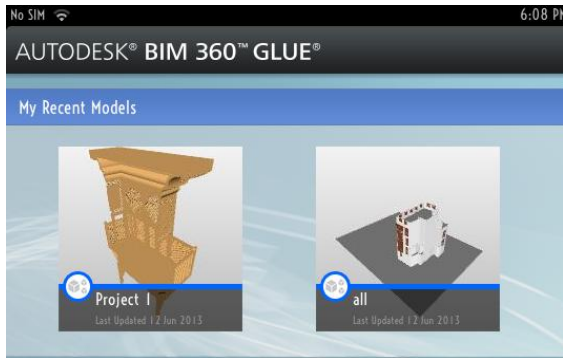 No SIM 6:08 PM
AUTODESK® BIM 360™ GLUE®
My Recent Models
Project 1 all
Last Updated 12 Jun 2013 Last Updated 12 Jun 2013